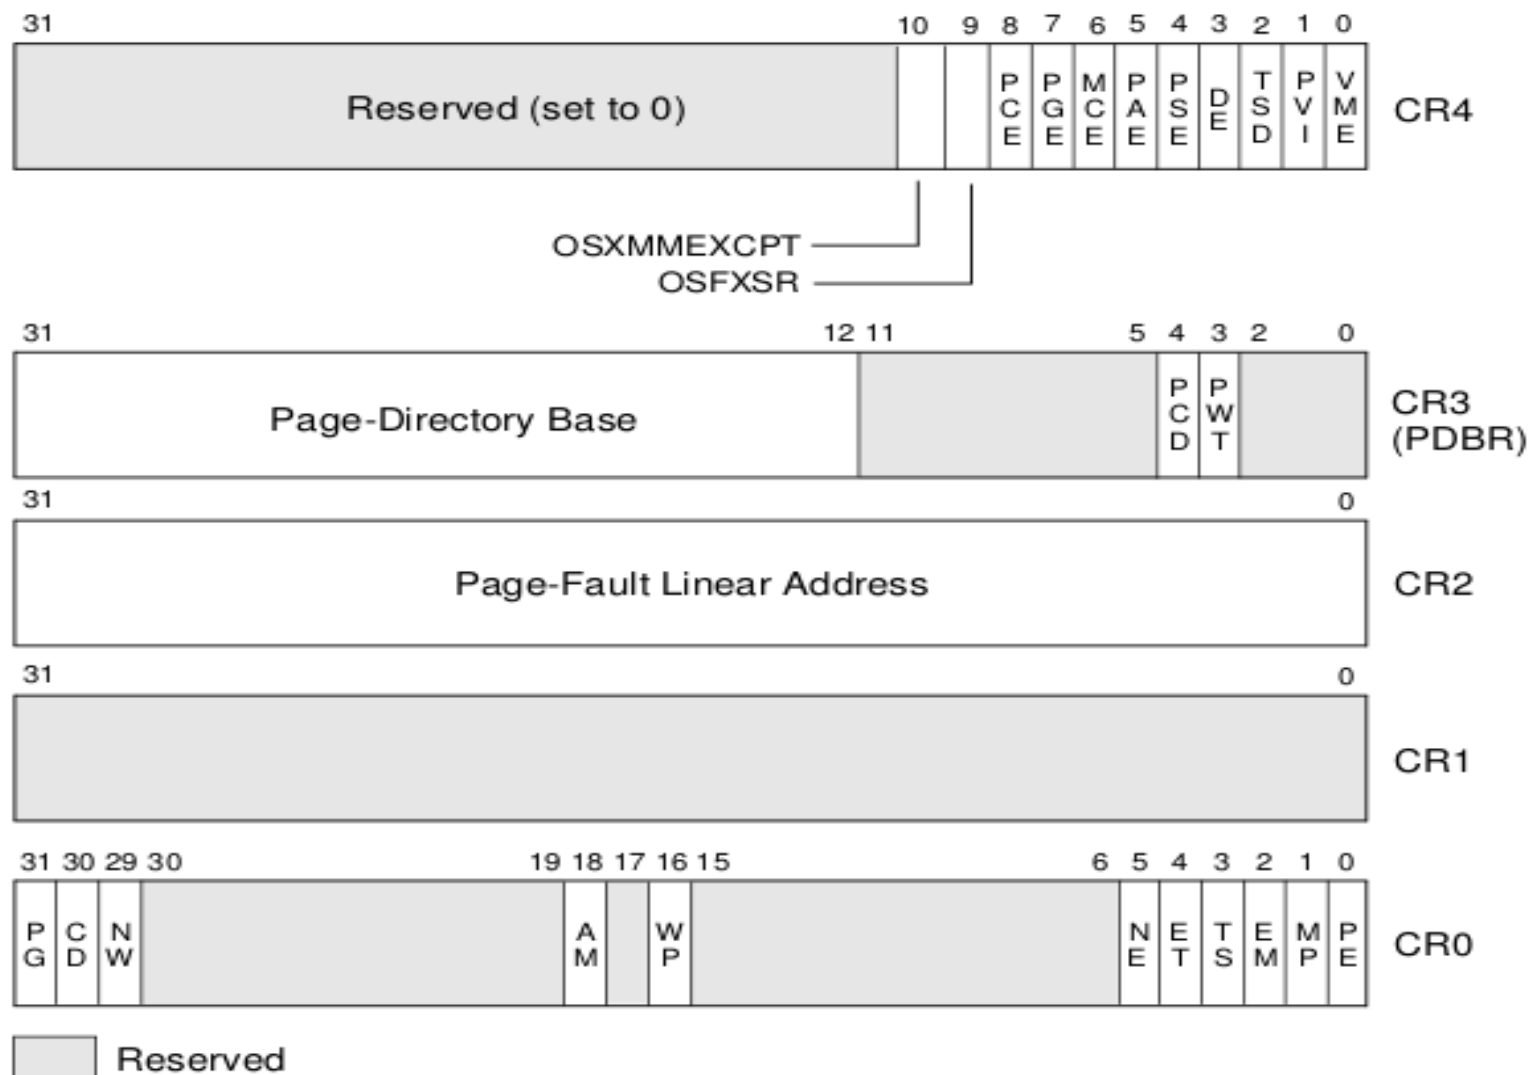 31 10 9 8 7 6 5 4 3 2 1 0
Reserved (set to 0) PCE PGE MCE PAE PSE DE TSD PVI VME CR4
OSXMMEXCPT
OSFXSR
31 12 11 5 4 3 2 0
Page-Directory Base PCD PWT CR3
(PDBR)
31 0
Page-Fault Linear Address CR2
31 0
CR1
31 30 29 30 19 18 17 16 15 6 5 4 3 2 1 0
PG CD NW AM WP NE ET TS EM MP PE CR0
Reserved